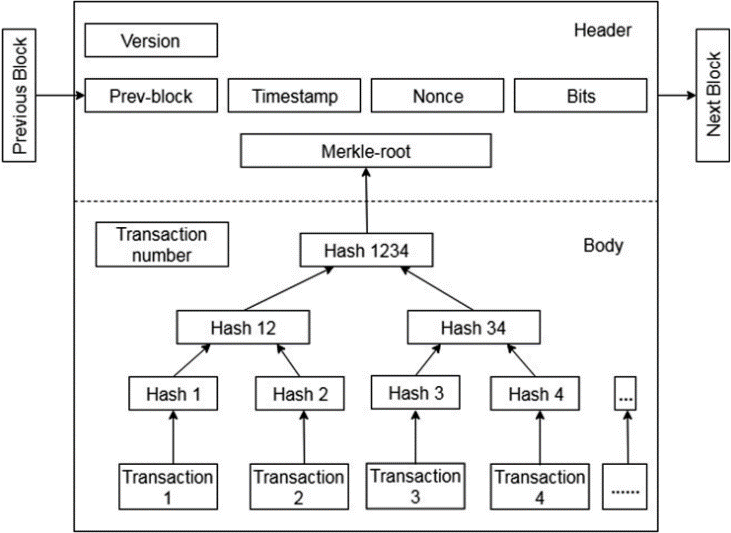 Header
Version
Previous Block
Prev-block
Timestamp
Nonce
Bits
Next Block
Merkle-root
Transaction
number
Body
Hash 1234
Hash 12
Hash 34
Hash 1
Hash 2
Hash 3
Hash 4
...
Transaction
1
Transaction
2
Transaction
3
Transaction
4
......